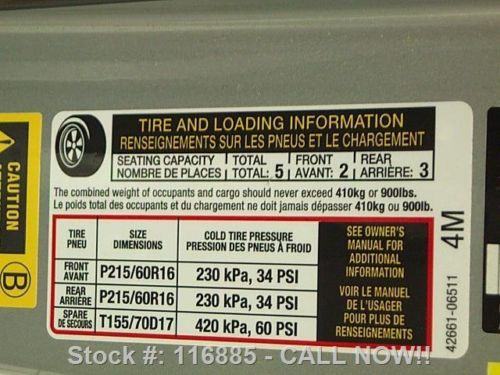 TIRE AND LOADING INFORMATION
RENSEIGNEMENTS SUR LES PNEUS ET LE CHARGEMENT
SEATING CAPACITY TOTAL FRONT REAR
NOMBRE DE PLACES TOTAL: 5 AVANT: 2 ARRIÈRE: 3
The combined weight of occupants and cargo should never exceed 410kg or 900lbs.
Le poids total des occupants et du chargement ne doit jamais dépasser 410kg ou 900lb.
TIRE SIZE COLD TIRE PRESSURE
PNEU DIMENSIONS PRESSION DES PNEUS À FROID
FRONT
AVANT P215/60R16 230 kPa, 34 PSI
REAR
ARRIÈRE P215/60R16 230 kPa, 34 PSI
SPARE
DE SECOURS T155/70D17 420 kPa, 60 PSI
SEE OWNER'S
MANUAL FOR
ADDITIONAL
INFORMATION
VOIR LE MANUEL
DE L'USAGER
POUR PLUS DE
RENSEIGNEMENTS
4M
42661-06511
CAUTION
B
Stock #: 116885 - CALL NOW!!